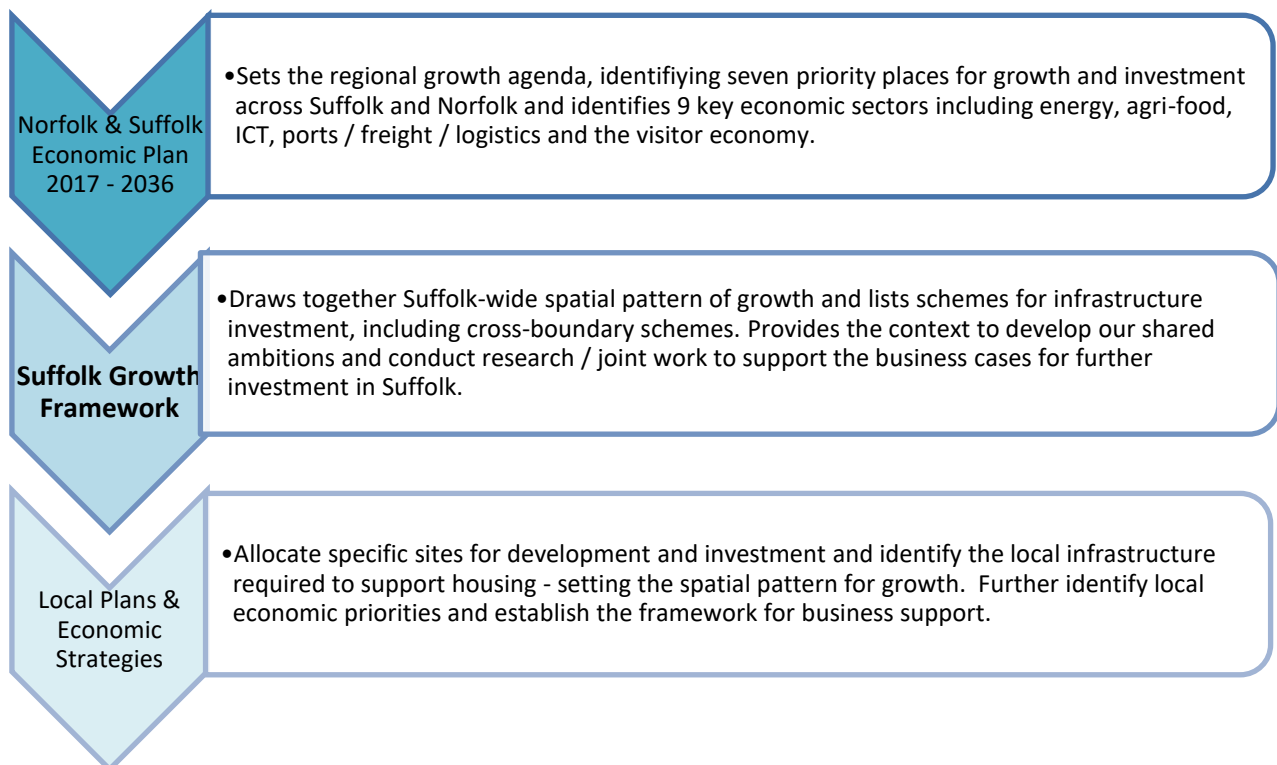 Norfolk & Suffolk
Economic Plan
2017 - 2036
•Sets the regional growth agenda, identifiying seven priority places for growth and investment
across Suffolk and Norfolk and identifies 9 key economic sectors including energy, agri-food,
ICT, ports / freight / logistics and the visitor economy.
Suffolk Growth
Framework
•Draws together Suffolk-wide spatial pattern of growth and lists schemes for infrastructure
investment, including cross-boundary schemes. Provides the context to develop our shared
ambitions and conduct research / joint work to support the business cases for further
investment in Suffolk.
Local Plans &
Economic
Strategies
•Allocate specific sites for development and investment and identify the local infrastructure
required to support housing - setting the spatial pattern for growth.  Further identify local
economic priorities and establish the framework for business support.